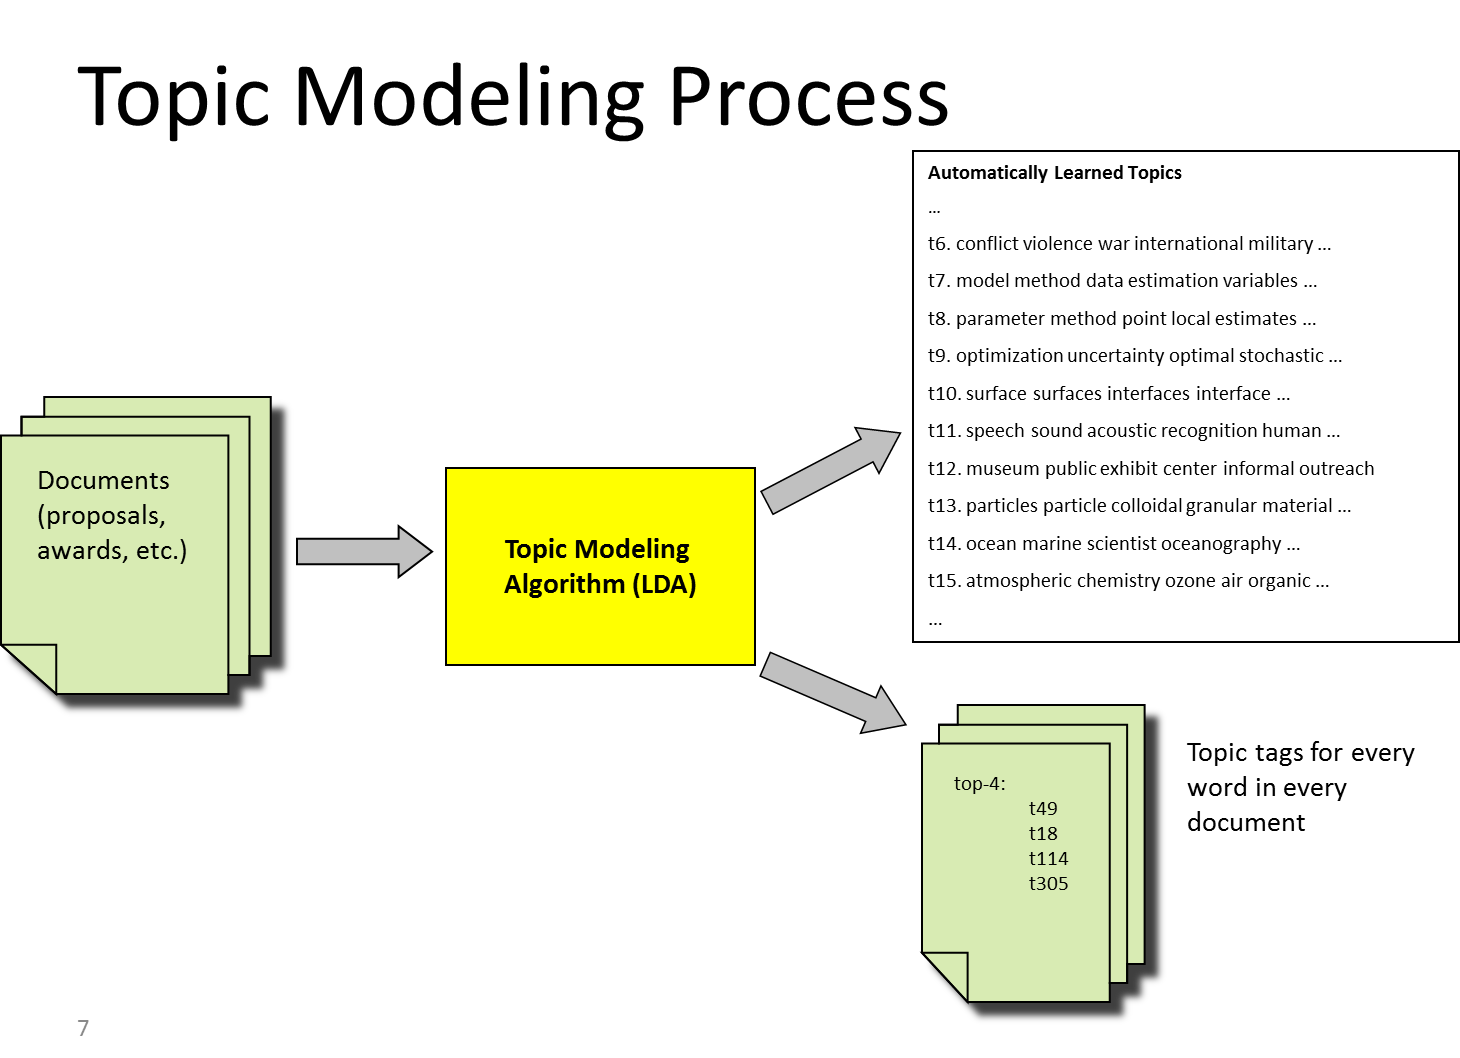 Topic Modeling Process
Automatically Learned Topics
...
t6. conflict violence war international military ...
t7. model method data estimation variables ...
t8. parameter method point local estimates ...
t9. optimization uncertainty optimal stochastic ...
t10. surface surfaces interfaces interface ...
t11. speech sound acoustic recognition human ...
t12. museum public exhibit center informal outreach
t13. particles particle colloidal granular material ...
t14. ocean marine scientist oceanography ...
t15. atmospheric chemistry ozone air organic ...
...
Documents
(proposals,
awards, etc.)
Topic Modeling
Algorithm (LDA)
top-4:
t49
t18
t114
t305
Topic tags for every
word in every
document
7